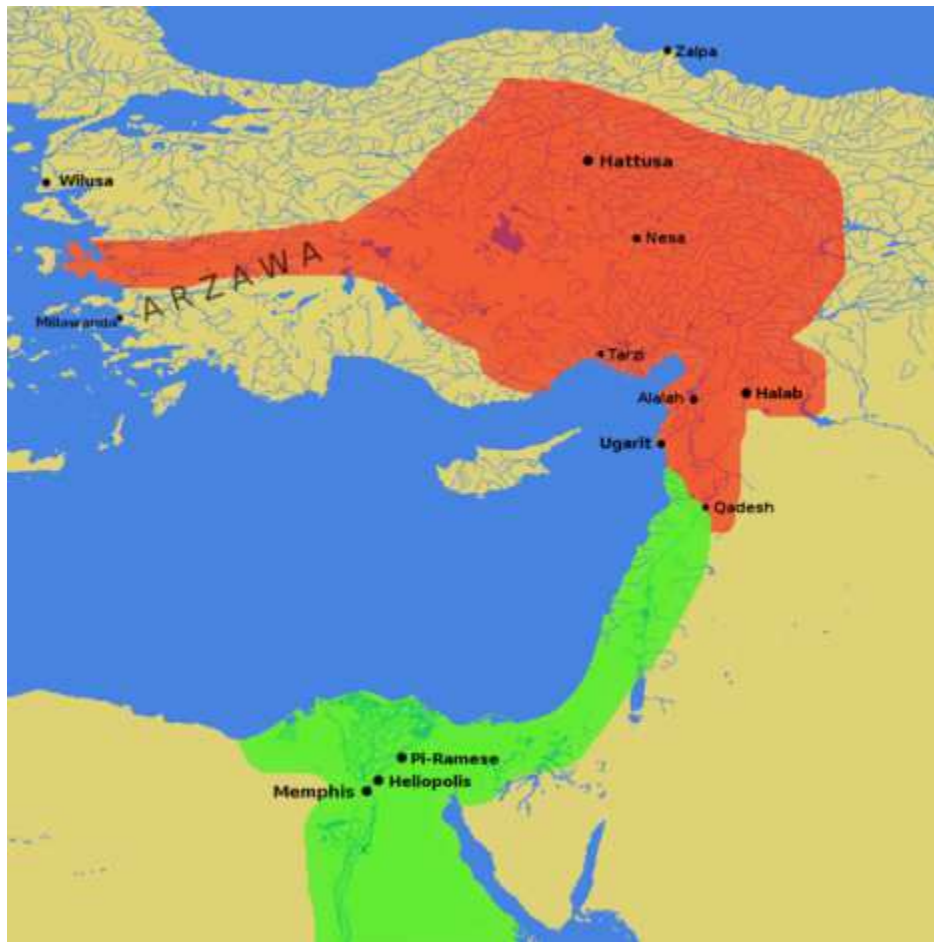 Zalpa
Hattusa
Wilusa
Nesa
ARZAWA
Millawanda
Tarzi
Halab
Alalah
Ugarit
Qadesh
Pi-Ramese
Heliopolis
Memphis